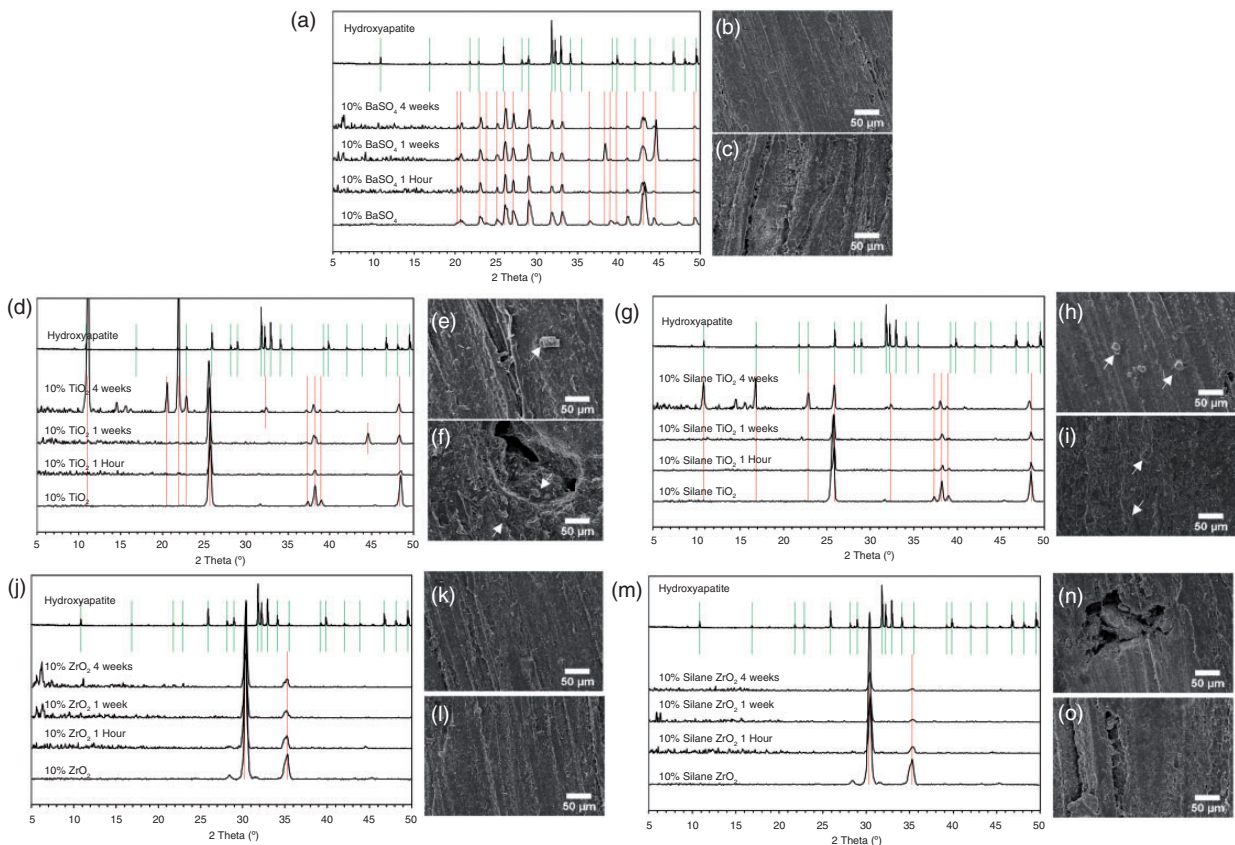 (a)
Hydroxyapatite
10% BaSO₄ 4 weeks
10% BaSO₄ 1 weeks
10% BaSO₄ 1 Hour
10% BaSO₄
5 10 15 20 25 30 35 40 45 50
2 Theta (º)
(b)
50 µm
(c)
50 µm
(d)
Hydroxyapatite
10% TiO₂ 4 weeks
10% TiO₂ 1 weeks
10% TiO₂ 1 Hour
10% TiO₂
5 10 15 20 25 30 35 40 45 50
2 Theta (º)
(e)
50 µm
(f)
50 µm
(g)
Hydroxyapatite
10% Silane TiO₂ 4 weeks
10% Silane TiO₂ 1 weeks
10% Silane TiO₂ 1 Hour
10% Silane TiO₂
5 10 15 20 25 30 35 40 45 50
2 Theta (º)
(h)
50 µm
(i)
50 µm
(j)
Hydroxyapatite
10% ZrO₂ 4 weeks
10% ZrO₂ 1 week
10% ZrO₂ 1 Hour
10% ZrO₂
5 10 15 20 25 30 35 40 45 50
2 Theta (º)
(k)
50 µm
(l)
50 µm
(m)
Hydroxyapatite
10% Silane ZrO₂ 4 weeks
10% Silane ZrO₂ 1 week
10% Silane ZrO₂ 1 Hour
10% Silane ZrO₂
5 10 15 20 25 30 35 40 45 50
2 Theta (º)
(n)
50 µm
(o)
50 µm